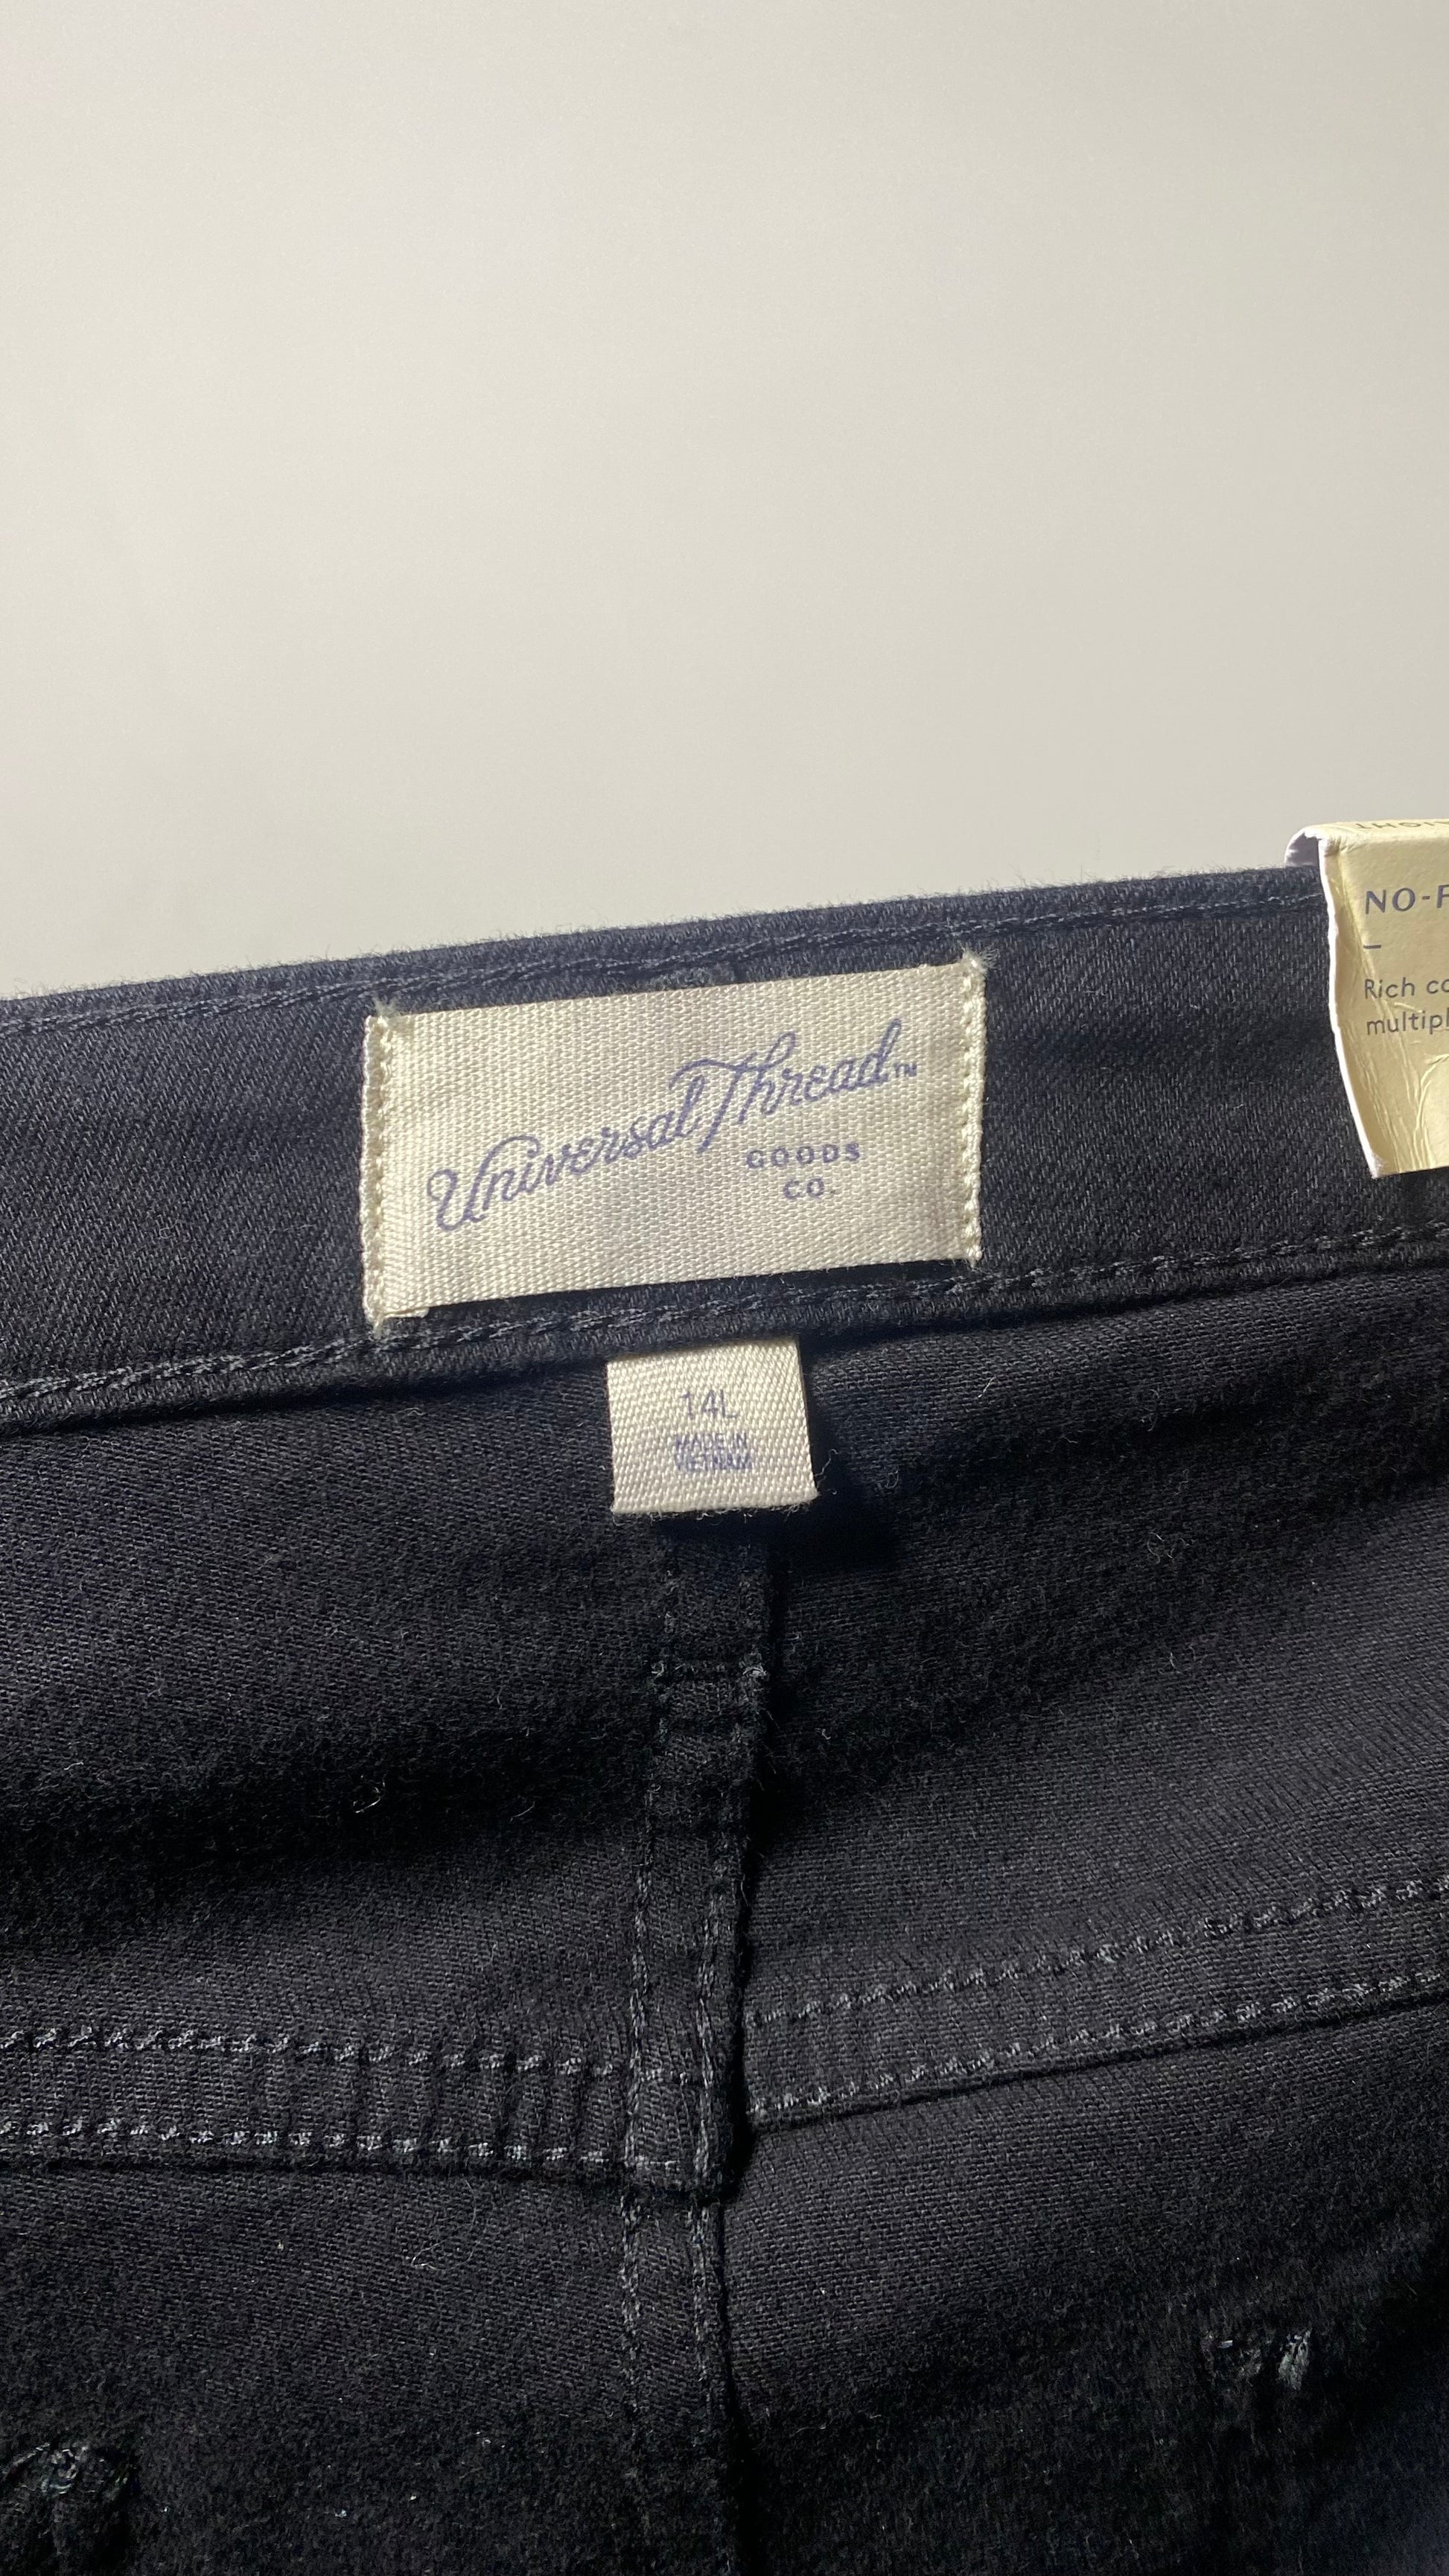 Universal Thread™
GOODS
CO.
14L
MADE IN
VIETNAM
NO-F
–
Rich co
multipl